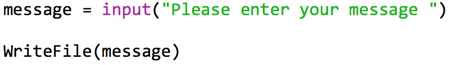 message = input("Please enter your message ")
WriteFile(message)